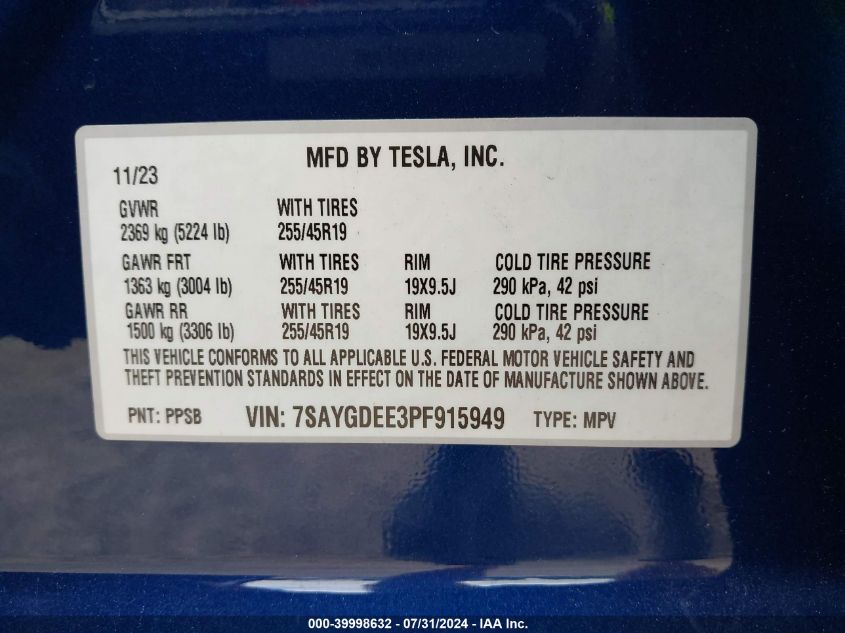 MFD BY TESLA, INC.
11/23
GVWR WITH TIRES
2369 kg (5224 lb) 255/45R19
GAWR FRT WITH TIRES RIM COLD TIRE PRESSURE
1363 kg (3004 lb) 255/45R19 19X9.5J 290 kPa, 42 psi
GAWR RR WITH TIRES RIM COLD TIRE PRESSURE
1500 kg (3306 lb) 255/45R19 19X9.5J 290 kPa, 42 psi
THIS VEHICLE CONFORMS TO ALL APPLICABLE U.S. FEDERAL MOTOR VEHICLE SAFETY AND
THEFT PREVENTION STANDARDS IN EFFECT ON THE DATE OF MANUFACTURE SHOWN ABOVE.
PNT: PPSB VIN: 7SAYGDEE3PF915949 TYPE: MPV
000-39998632 - 07/31/2024 - IAA Inc.